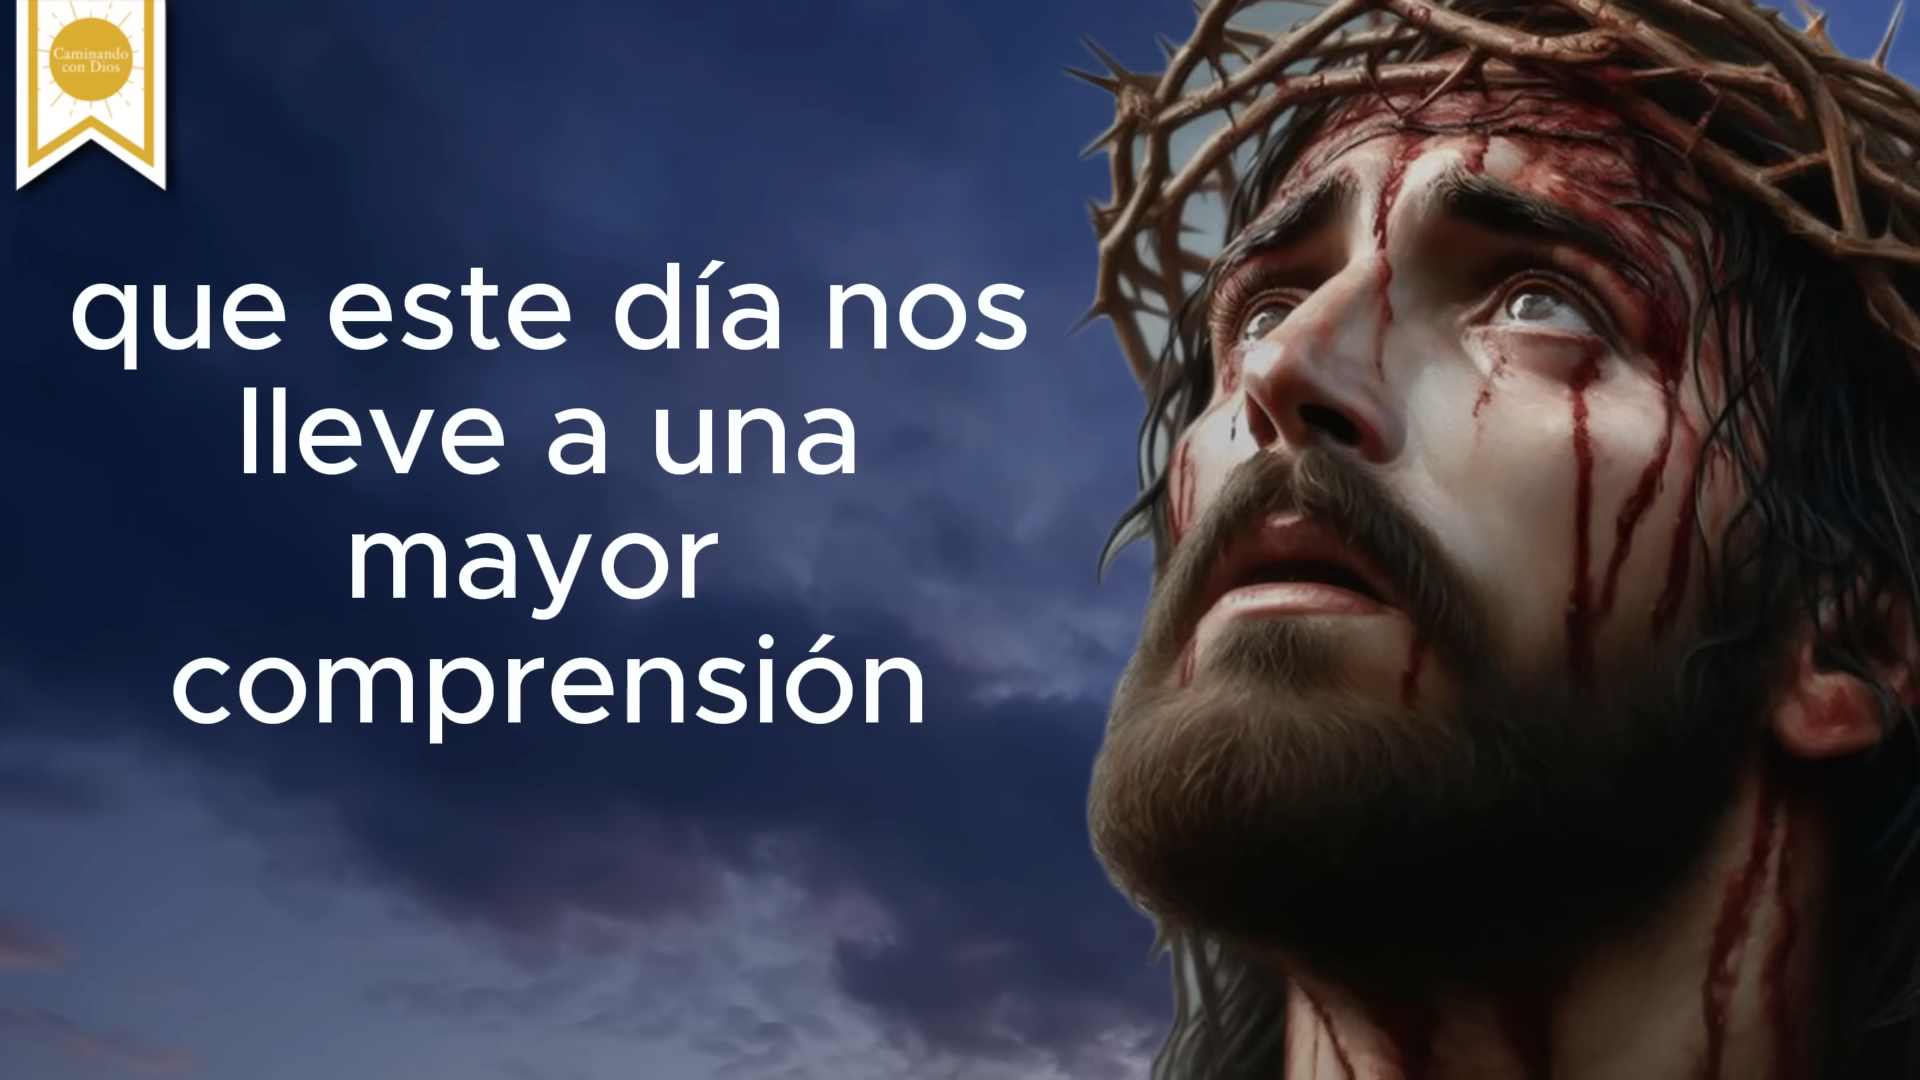 Caminando
con Dios
que este día nos
lleve a una
mayor
comprensión